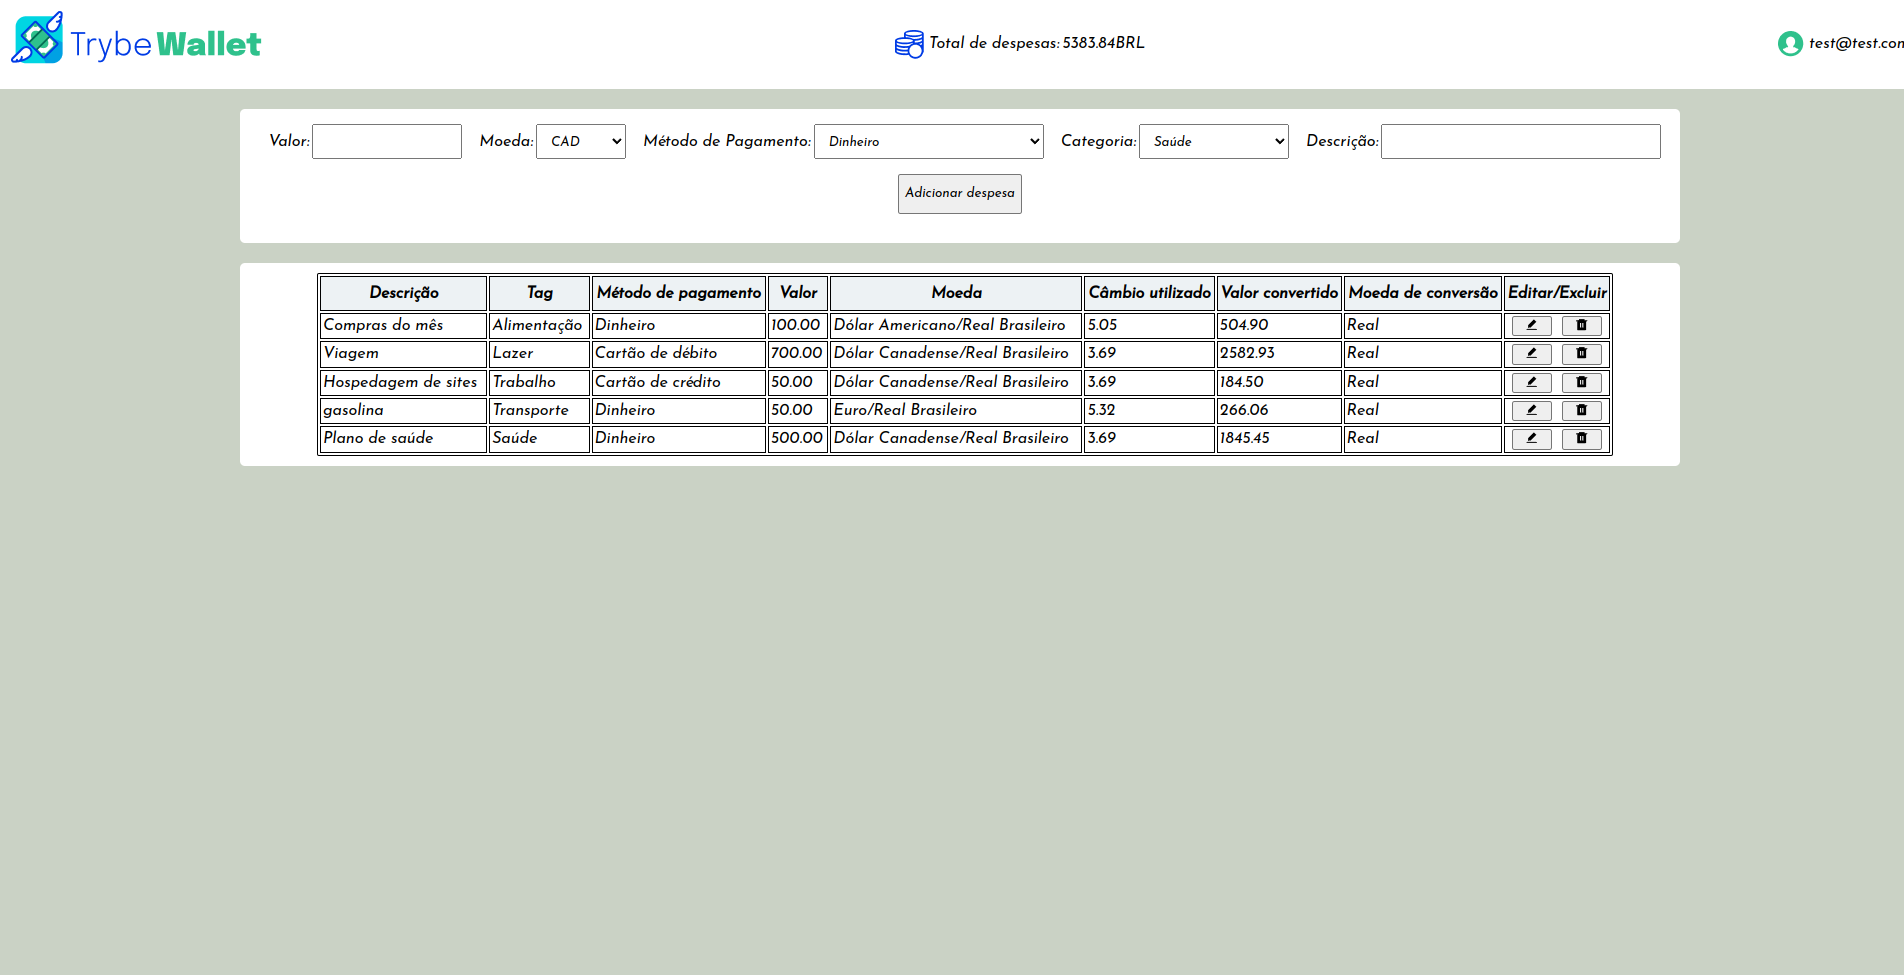 Trybe Wallet
Total de despesas: 5383.84BRL
test@test.con
Valor: Moeda: CAD Método de Pagamento: Dinheiro Categoria: Saúde Descrição:
Adicionar despesa
Descrição Tag Método de pagamento Valor Moeda Câmbio utilizado Valor convertido Moeda de conversão Editar/Excluir
Compras do mês Alimentação Dinheiro 100.00 Dólar Americano/Real Brasileiro 5.05 504.90 Real
Viagem Lazer Cartão de débito 700.00 Dólar Canadense/Real Brasileiro 3.69 2582.93 Real
Hospedagem de sites Trabalho Cartão de crédito 50.00 Dólar Canadense/Real Brasileiro 3.69 184.50 Real
gasolina Transporte Dinheiro 50.00 Euro/Real Brasileiro 5.32 266.06 Real
Plano de saúde Saúde Dinheiro 500.00 Dólar Canadense/Real Brasileiro 3.69 1845.45 Real